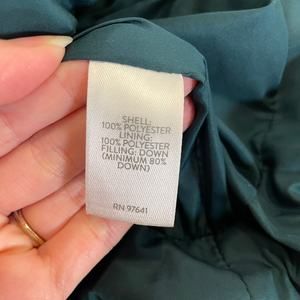 SHELL:
100% POLYESTER
LINING:
100% POLYESTER
FILLING: DOWN
(MINIMUM 80%
DOWN)
RN 97641